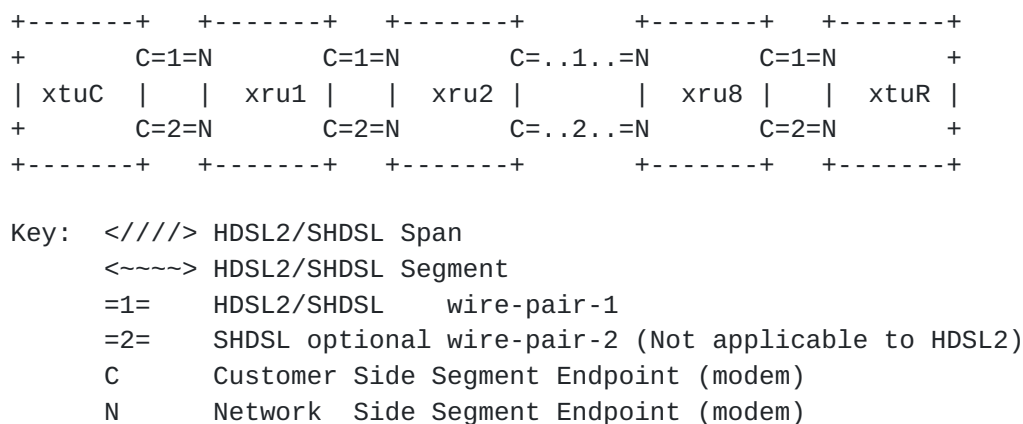 +-------+   +-------+   +-------+       +-------+   +-------+
+       C=1=N       C=1=N       C=..1..=N       C=1=N       +
| xtuC  |   |  xru1 |   |  xru2 |       |  xru8 |   |  xtuR |
+       C=2=N       C=2=N       C=..2..=N       C=2=N       +
+-------+   +-------+   +-------+       +-------+   +-------+
Key:  <////> HDSL2/SHDSL Span
      <~~~~> HDSL2/SHDSL Segment
      =1=    HDSL2/SHDSL    wire-pair-1
      =2=    SHDSL optional wire-pair-2 (Not applicable to HDSL2)
      C      Customer Side Segment Endpoint (modem)
      N      Network  Side Segment Endpoint (modem)